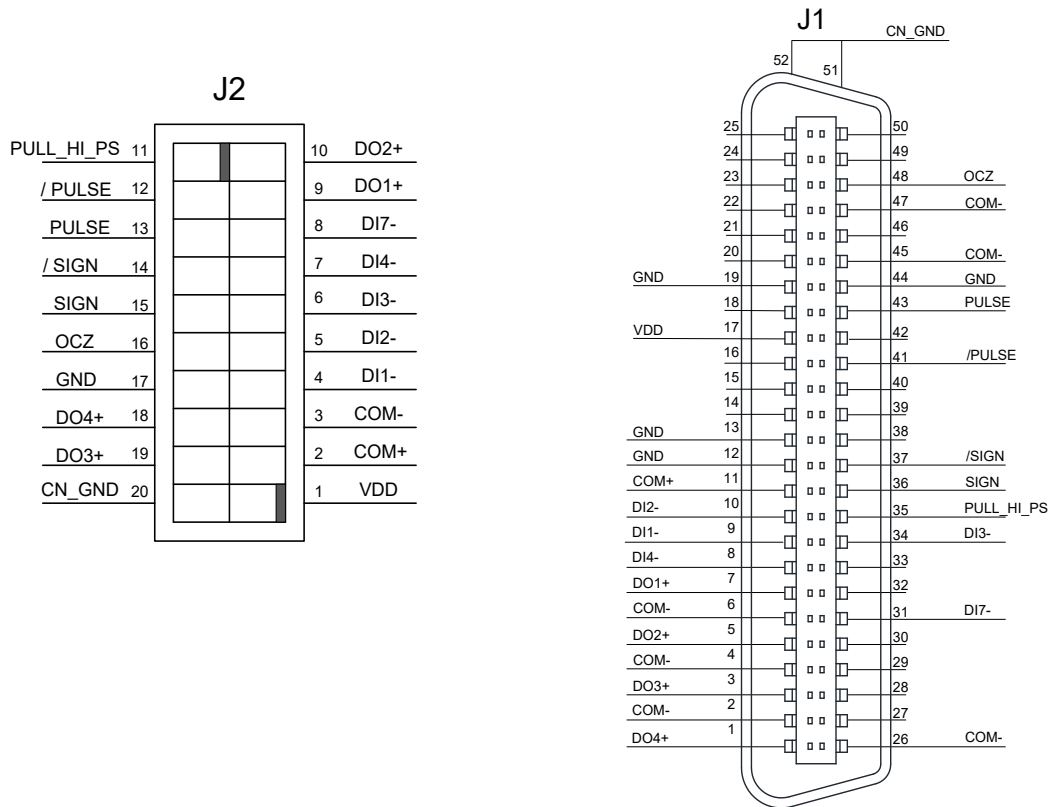 J2
PULL_HI_PS 11 10 DO2+
/ PULSE 12 9 DO1+
PULSE 13 8 DI7-
/ SIGN 14 7 DI4-
SIGN 15 6 DI3-
OCZ 16 5 DI2-
GND 17 4 DI1-
DO4+ 18 3 COM-
DO3+ 19 2 COM+
CN_GND 20 1 VDD
J1
CN_GND
52 51
25 50
24 49
23 48 OCZ
22 47 COM-
21 46
20 45 COM-
GND 19 44 GND
18 43 PULSE
VDD 17 42
16 41 /PULSE
15 40
14 39
GND 13 38
GND 12 37 /SIGN
COM+ 11 36 SIGN
DI2- 10 35 PULL_HI_PS
DI1- 9 34 DI3-
DI4- 8 33
DO1+ 7 32
COM- 6 31 DI7-
DO2+ 5 30
COM- 4 29
DO3+ 3 28
COM- 2 27
DO4+ 1 26 COM-